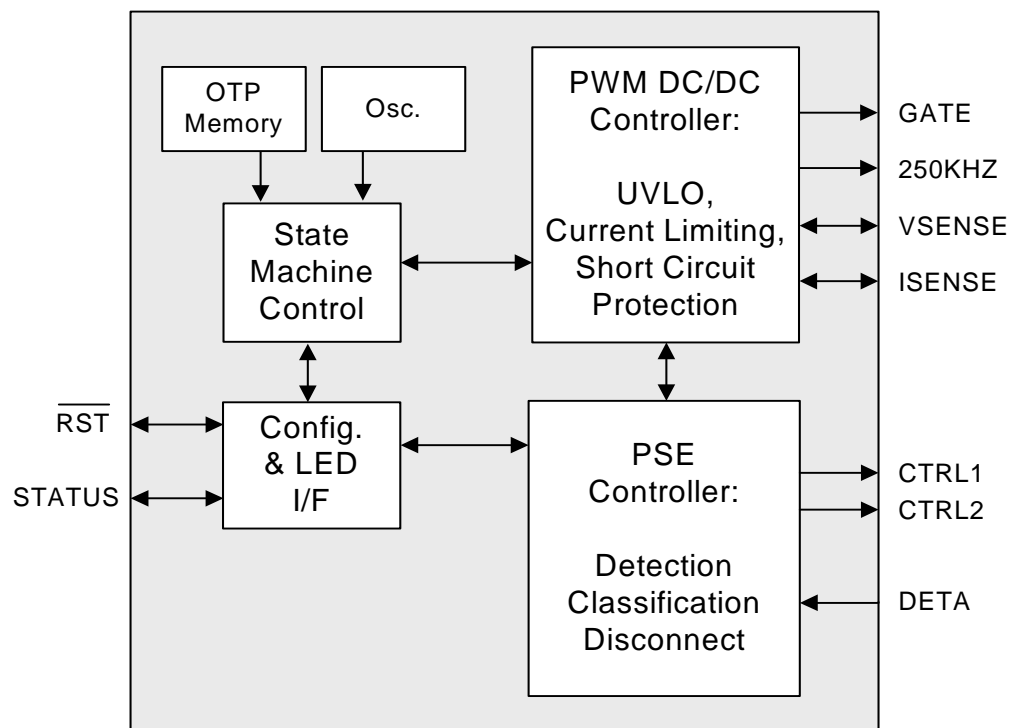 OTP
Memory
Osc.
PWM DC/DC
Controller:
UVLO,
Current Limiting,
Short Circuit
Protection
GATE
250KHZ
VSENSE
ISENSE
State
Machine
Control
RST
STATUS
Config.
& LED
I/F
PSE
Controller:
Detection
Classification
Disconnect
CTRL1
CTRL2
DETA